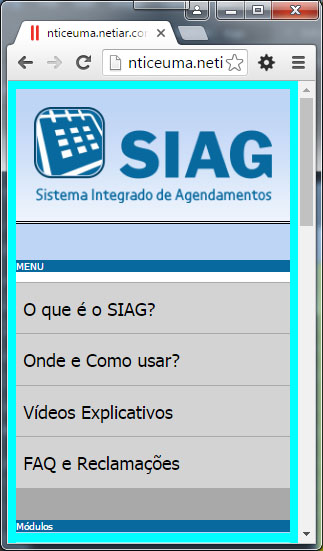 nticeuma.netiar.cor
nticeuma.neti
SIAG
Sistema Integrado de Agendamentos
MENU
O que é o SIAG?
Onde e Como usar?
Vídeos Explicativos
FAQ e Reclamações
Módulos